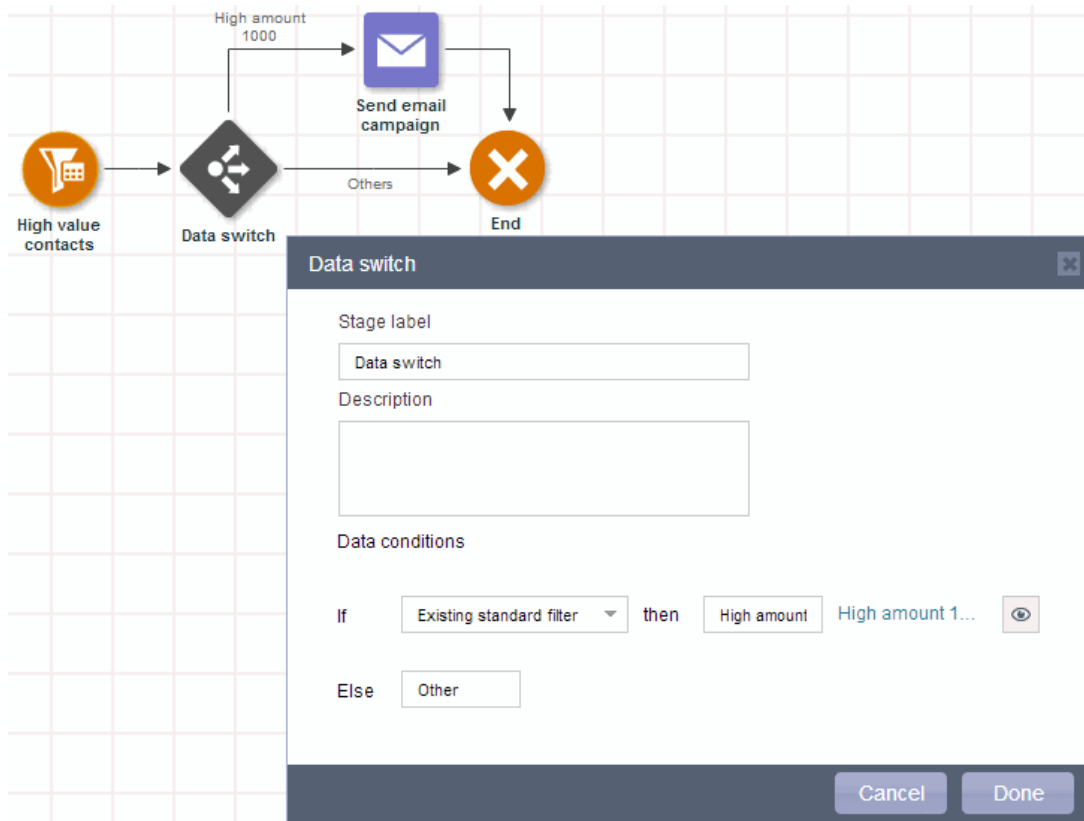 High amount
1000
Send email
campaign
Others
High value
contacts
Data switch
End
Data switch
Stage label
Data switch
Description
Data conditions
If Existing standard filter then High amount High amount 1...
Else Other
Cancel Done